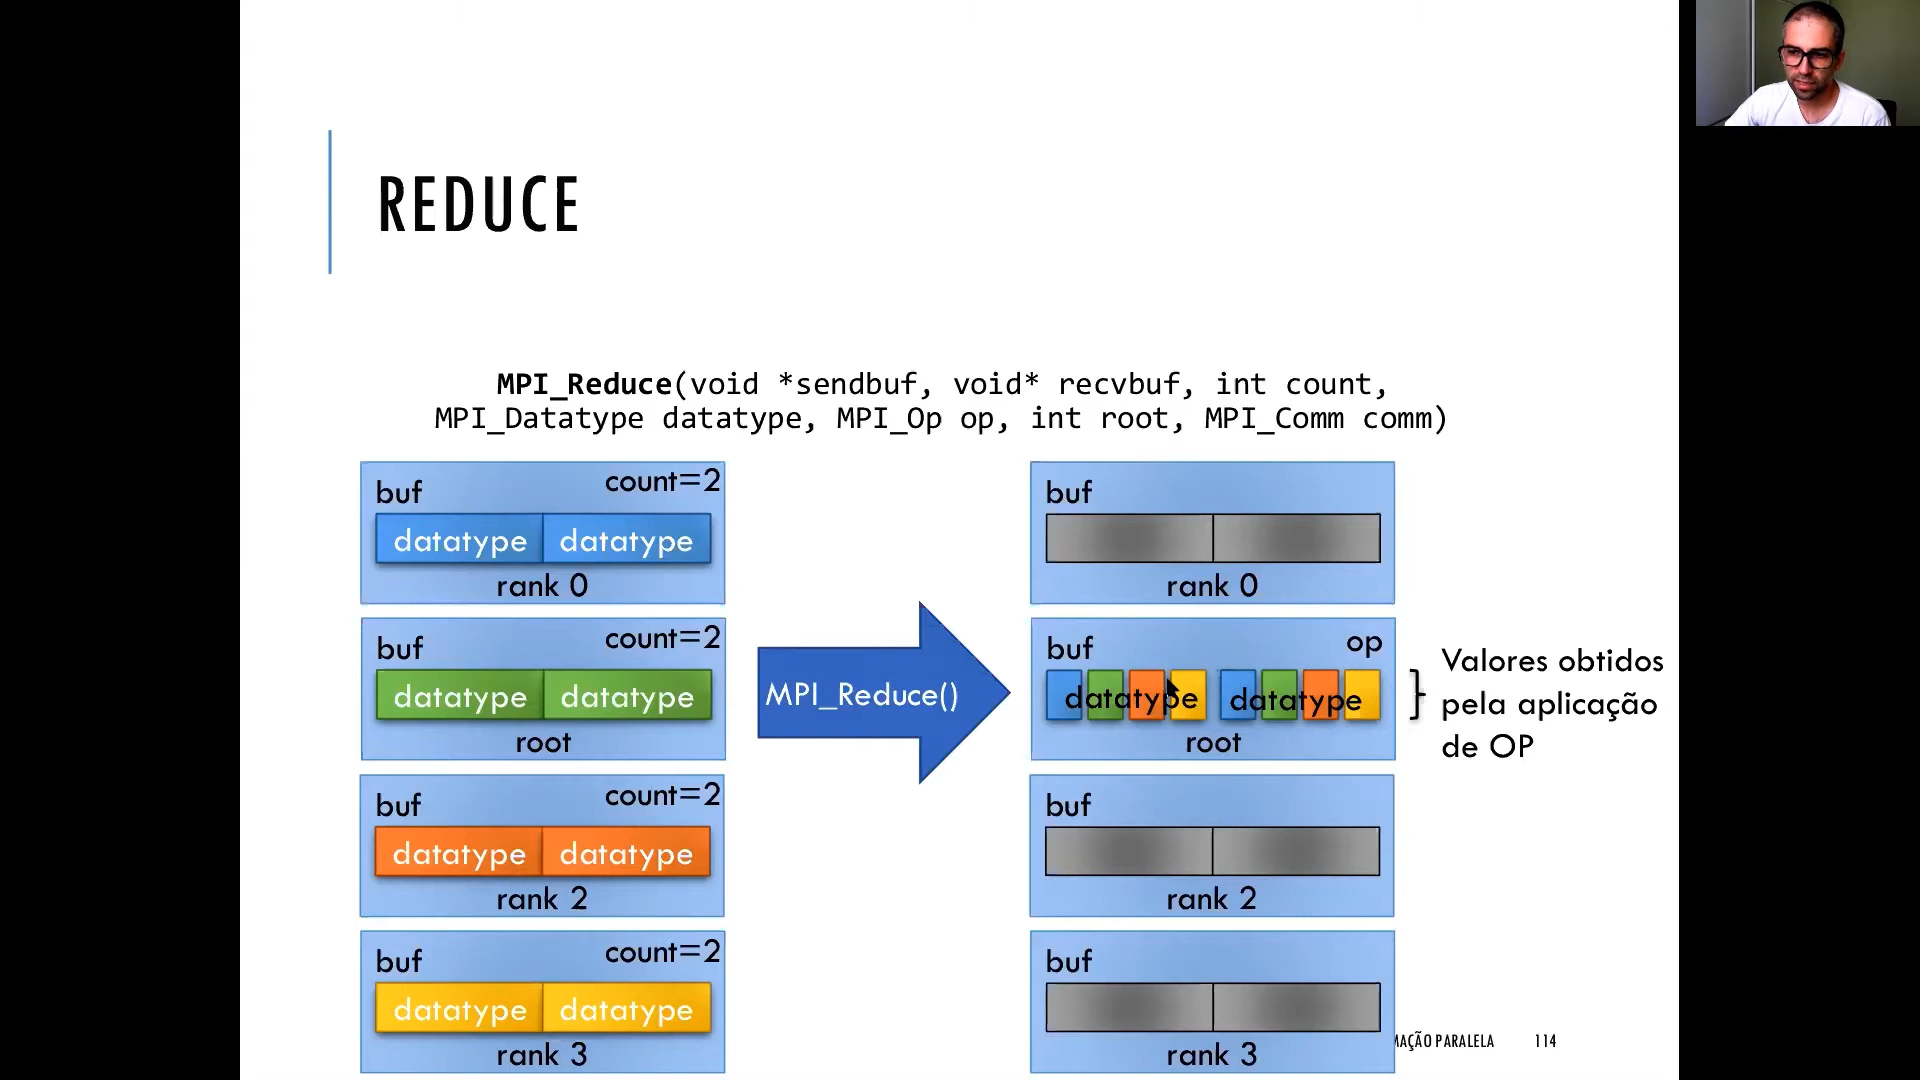 REDUCE
MPI_Reduce(void *sendbuf, void* recvbuf, int count,
MPI_Datatype datatype, MPI_Op op, int root, MPI_Comm comm)
buf
count=2
datatype
datatype
rank 0
buf
count=2
datatype
datatype
root
buf
count=2
datatype
datatype
rank 2
buf
count=2
datatype
datatype
rank 3
MPI_Reduce()
buf
rank 0
buf
op
datatype
datatype
root
Valores obtidos
pela aplicação
de OP
buf
rank 2
buf
rank 3
MAÇÃO PARALELA
114